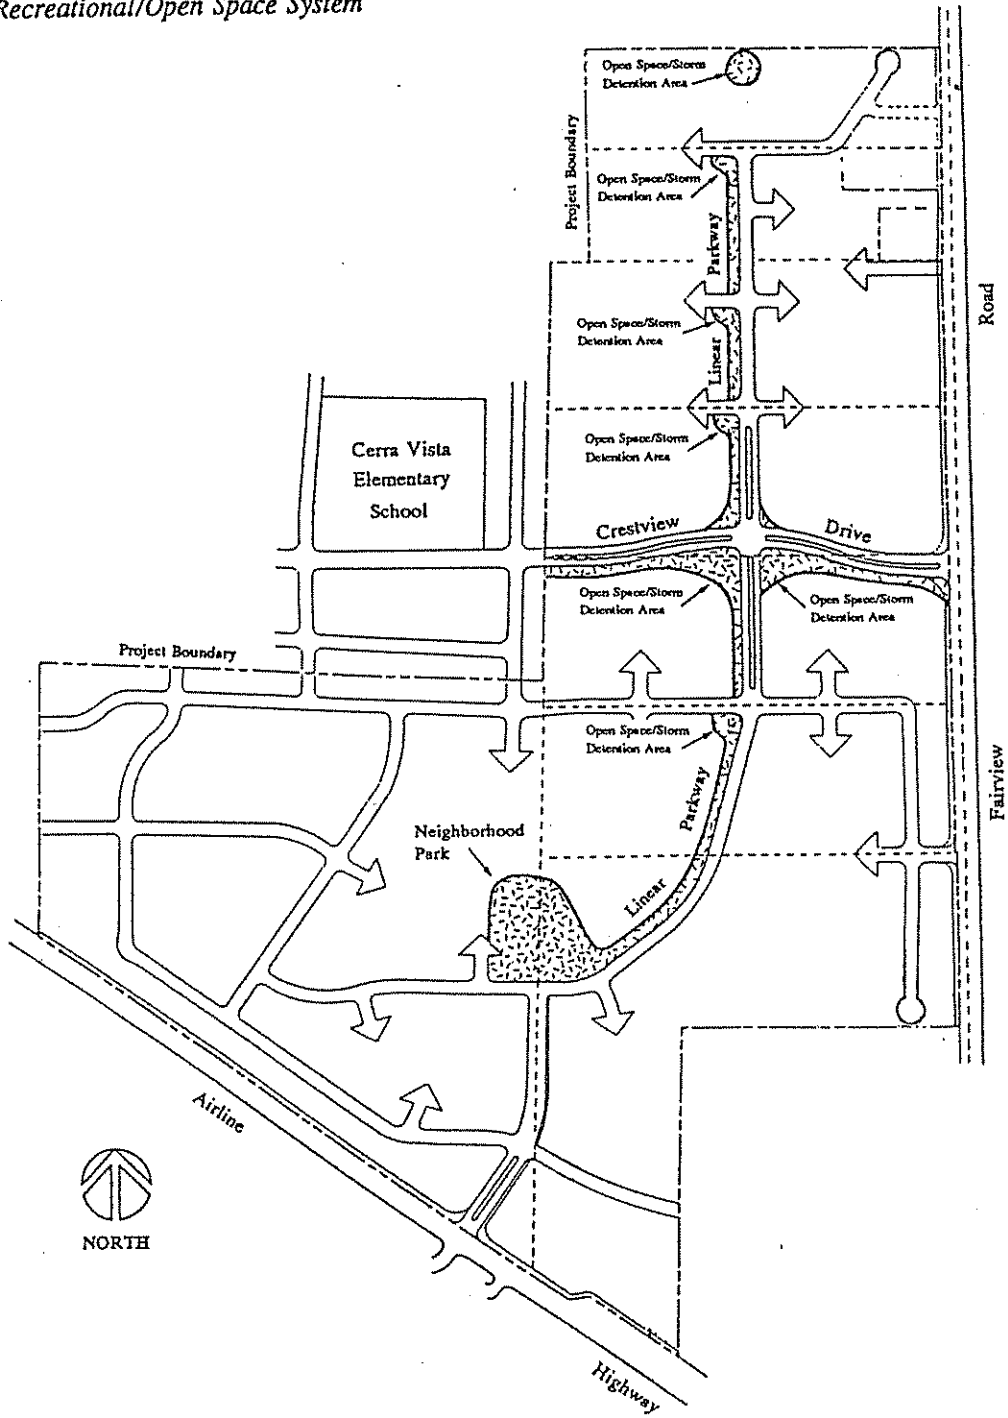 Recreational/Open Space System
Open Space/Storm
Detention Area
Project Boundary
Open Space/Storm
Detention Area
Parkway
Road
Open Space/Storm
Detention Area
Linear
Open Space/Storm
Detention Area
Cerra Vista
Elementary
School
Crestview
Drive
Open Space/Storm
Detention Area
Open Space/Storm
Detention Area
Project Boundary
Open Space/Storm
Detention Area
Fairview
Parkway
Neighborhood
Park
Linear
Airline
NORTH
Highway